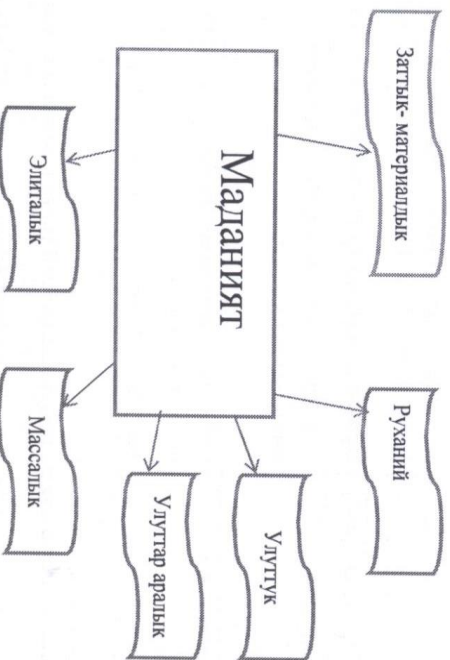 Заттык- материалдык
Руханий
Маданият
Улуттук
Улуттар аралык
Элиталык
Массалык